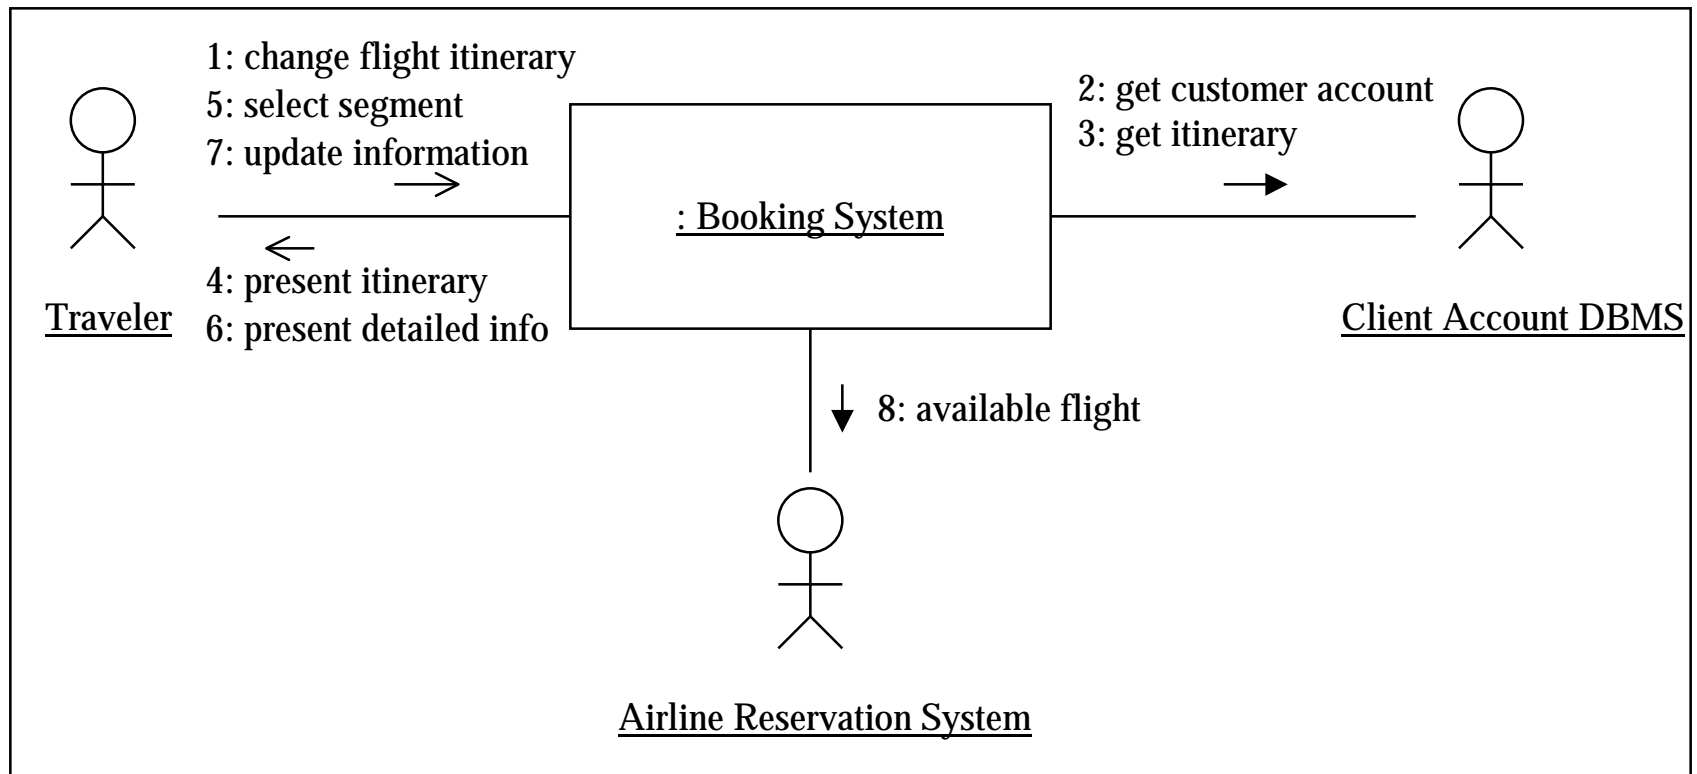 1: change flight itinerary
5: select segment
7: update information
2: get customer account
3: get itinerary
: Booking System
4: present itinerary
6: present detailed info
Traveler
Client Account DBMS
8: available flight
Airline Reservation System